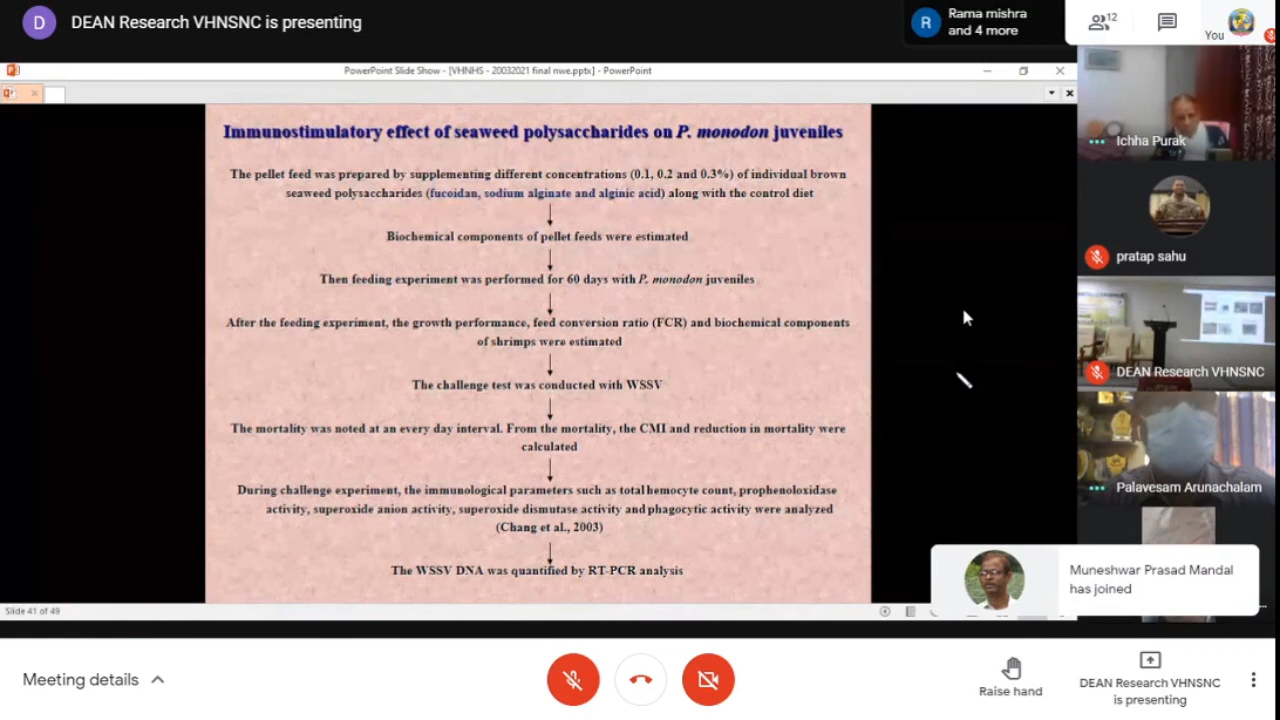 D
DEAN Research VHNSNC is presenting
R
Rama mishra
and 4 more
12
You
PowerPoint Slide Show - [VHNHS - 20032021 final nwe.pptx] - PowerPoint
Immunostimulatory effect of seaweed polysaccharides on P. monodon juveniles
The pellet feed was prepared by supplementing different concentrations (0.1, 0.2 and 0.3%) of individual brown
seaweed polysaccharides (fucoidan, sodium alginate and alginic acid) along with the control diet
Biochemical components of pellet feeds were estimated
Then feeding experiment was performed for 60 days with P. monodon juveniles
After the feeding experiment, the growth performance, feed conversion ratio (FCR) and biochemical components
of shrimps were estimated
The challenge test was conducted with WSSV
The mortality was noted at an every day interval. From the mortality, the CMI and reduction in mortality were
calculated
During challenge experiment, the immunological parameters such as total hemocyte count, prophenoloxidase
activity, superoxide anion activity, superoxide dismutase activity and phagocytic activity were analyzed
(Chang et al., 2003)
The WSSV DNA was quantified by RT-PCR analysis
Slide 41 of 49
Ichha Purak
pratap sahu
DEAN Research VHNSNC
Palavesam Arunachalam
Muneshwar Prasad Mandal
has joined
Meeting details
Raise hand
DEAN Research VHNSNC
is presenting